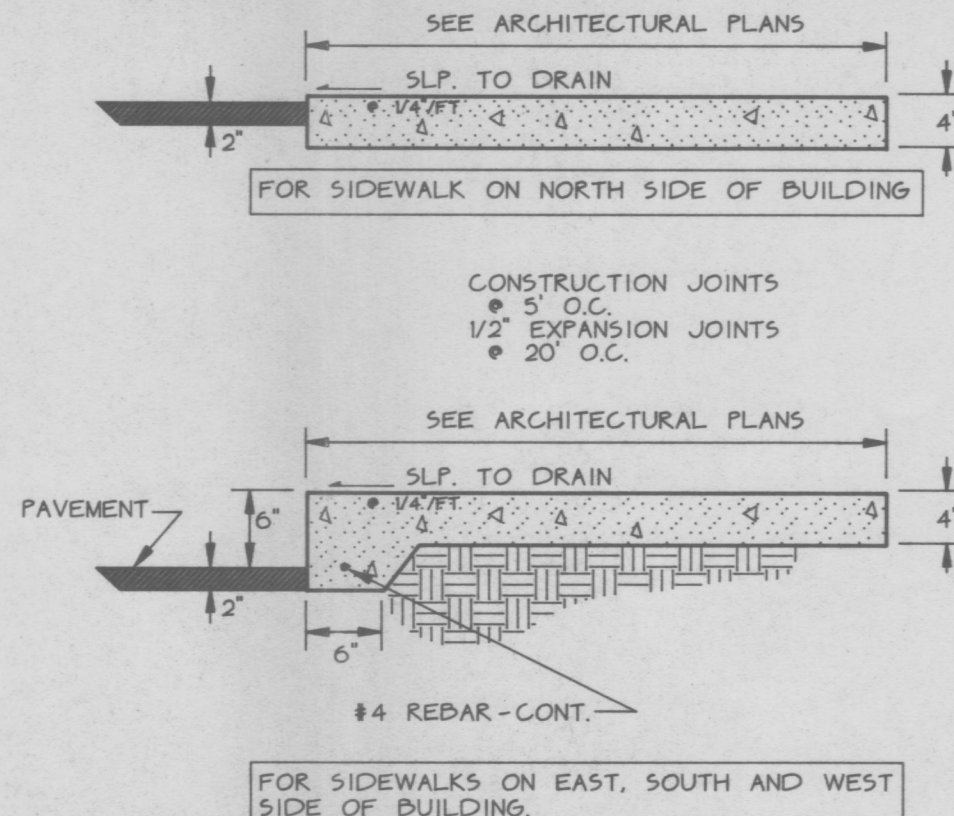 SEE ARCHITECTURAL PLANS
SLP. TO DRAIN
@ 1/4"/FT
2"
4"
FOR SIDEWALK ON NORTH SIDE OF BUILDING
CONSTRUCTION JOINTS
@ 5' O.C.
1/2" EXPANSION JOINTS
@ 20' O.C.
SEE ARCHITECTURAL PLANS
SLP. TO DRAIN
@ 1/4"/FT
PAVEMENT
6"
4"
2"
6"
#4 REBAR - CONT.
FOR SIDEWALKS ON EAST, SOUTH AND WEST
SIDE OF BUILDING.